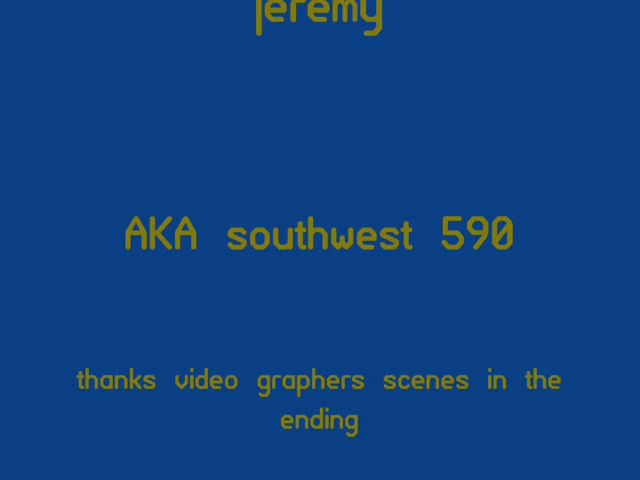 jeremy
AKA southwest 590
thanks video graphers scenes in the
ending